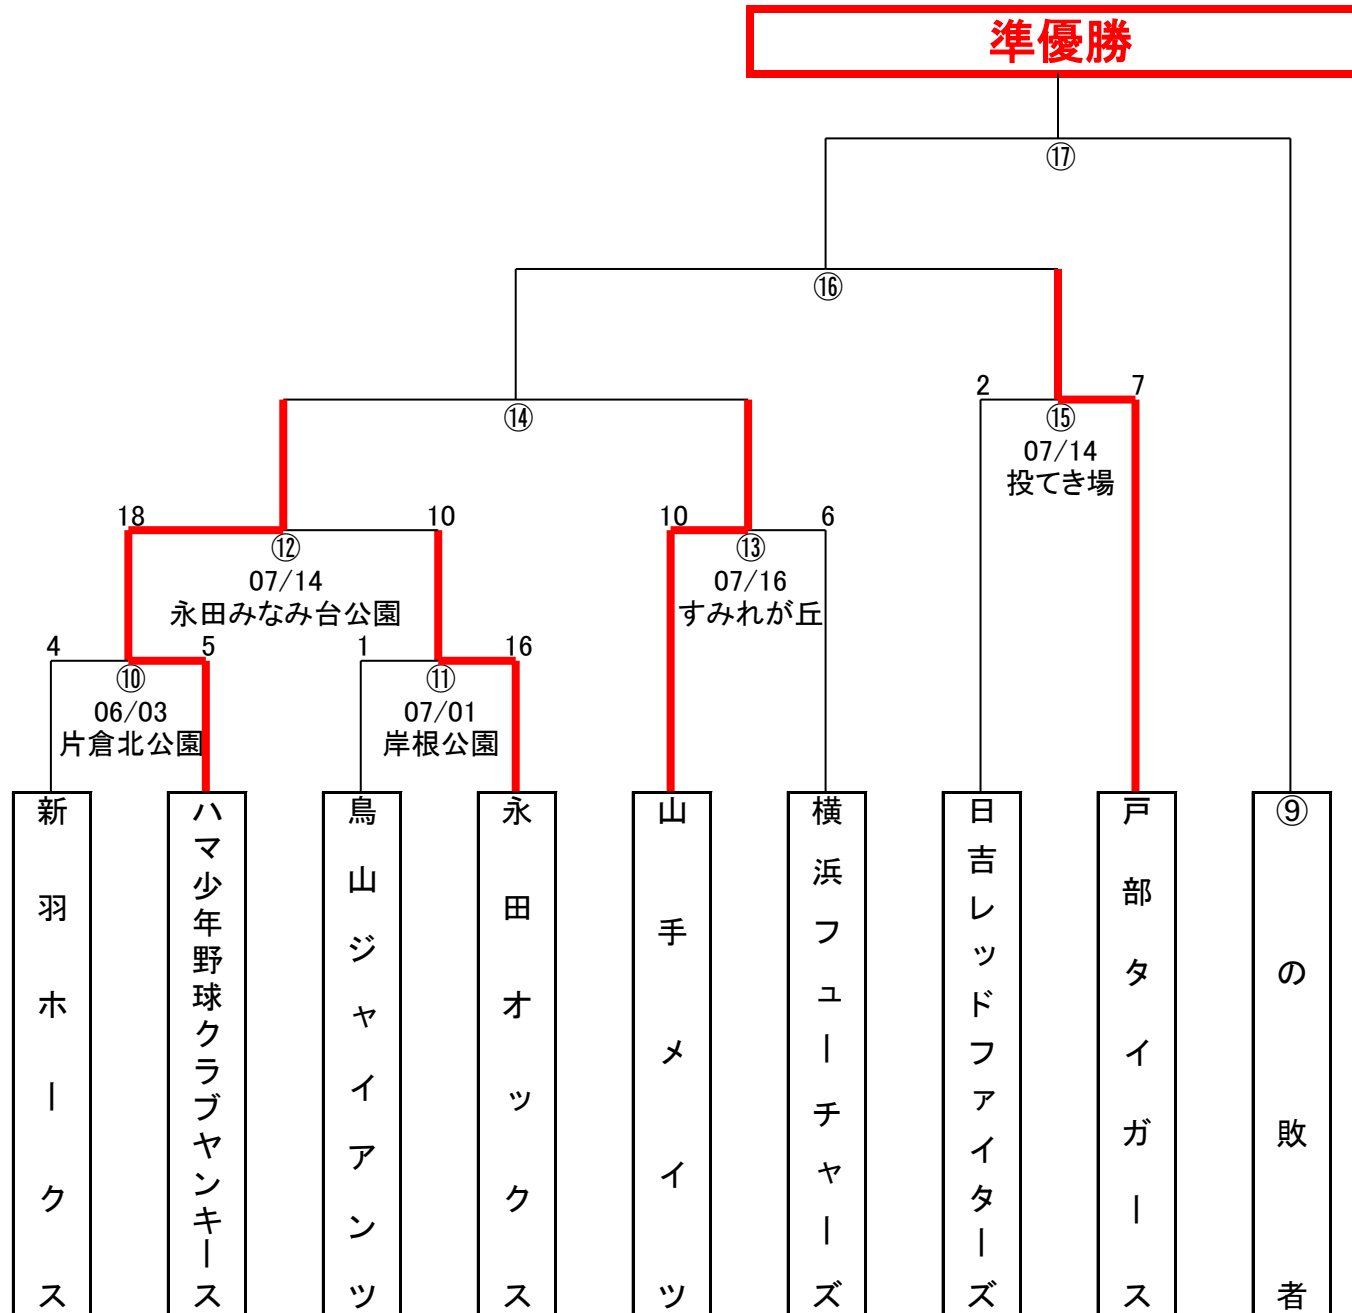 準優勝
⑰
⑯
2
7
⑮
07/14
投てき場
⑭
18
10
⑫
07/14
永田みなみ台公園
10
6
⑬
07/16
すみれが丘
4
5
⑩
06/03
片倉北公園
1
16
⑪
07/01
岸根公園
新羽ホークス
ハマ少年野球クラブヤンキース
鳥山ジャイアンツ
永田オックス
山手メイツ
横浜フューチャーズ
日吉レッドファイターズ
戸部タイガース
⑨の敗者